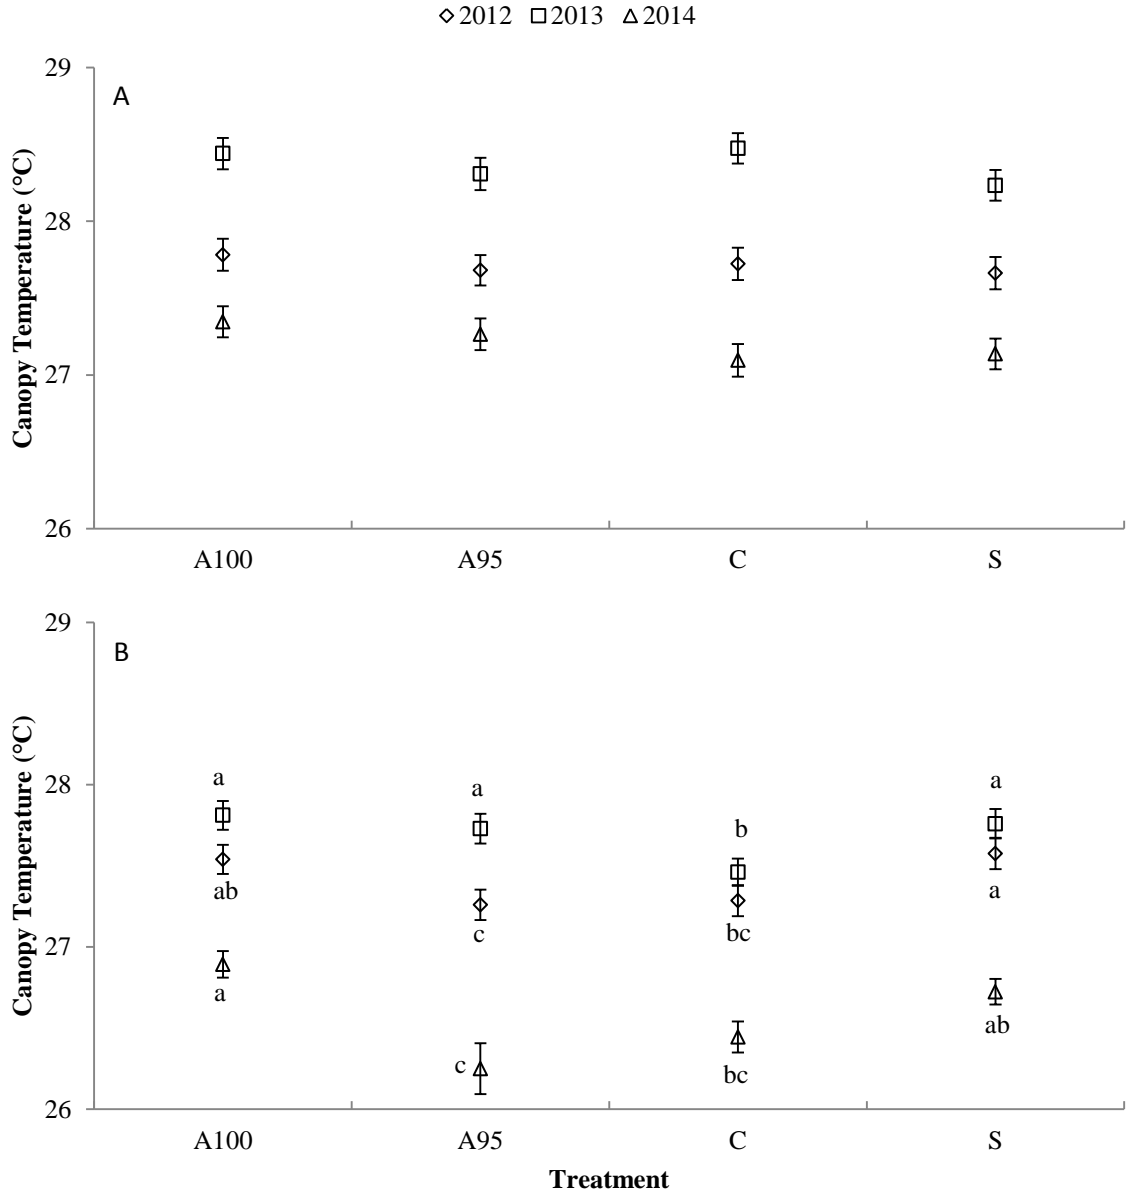 2012 2013 2014
A
29
28
27
26
Canopy Temperature (°C)
A100 A95 C S
B
29
28
27
26
Canopy Temperature (°C)
a a b a
ab c bc a
a c bc ab
A100 A95 C S
Treatment